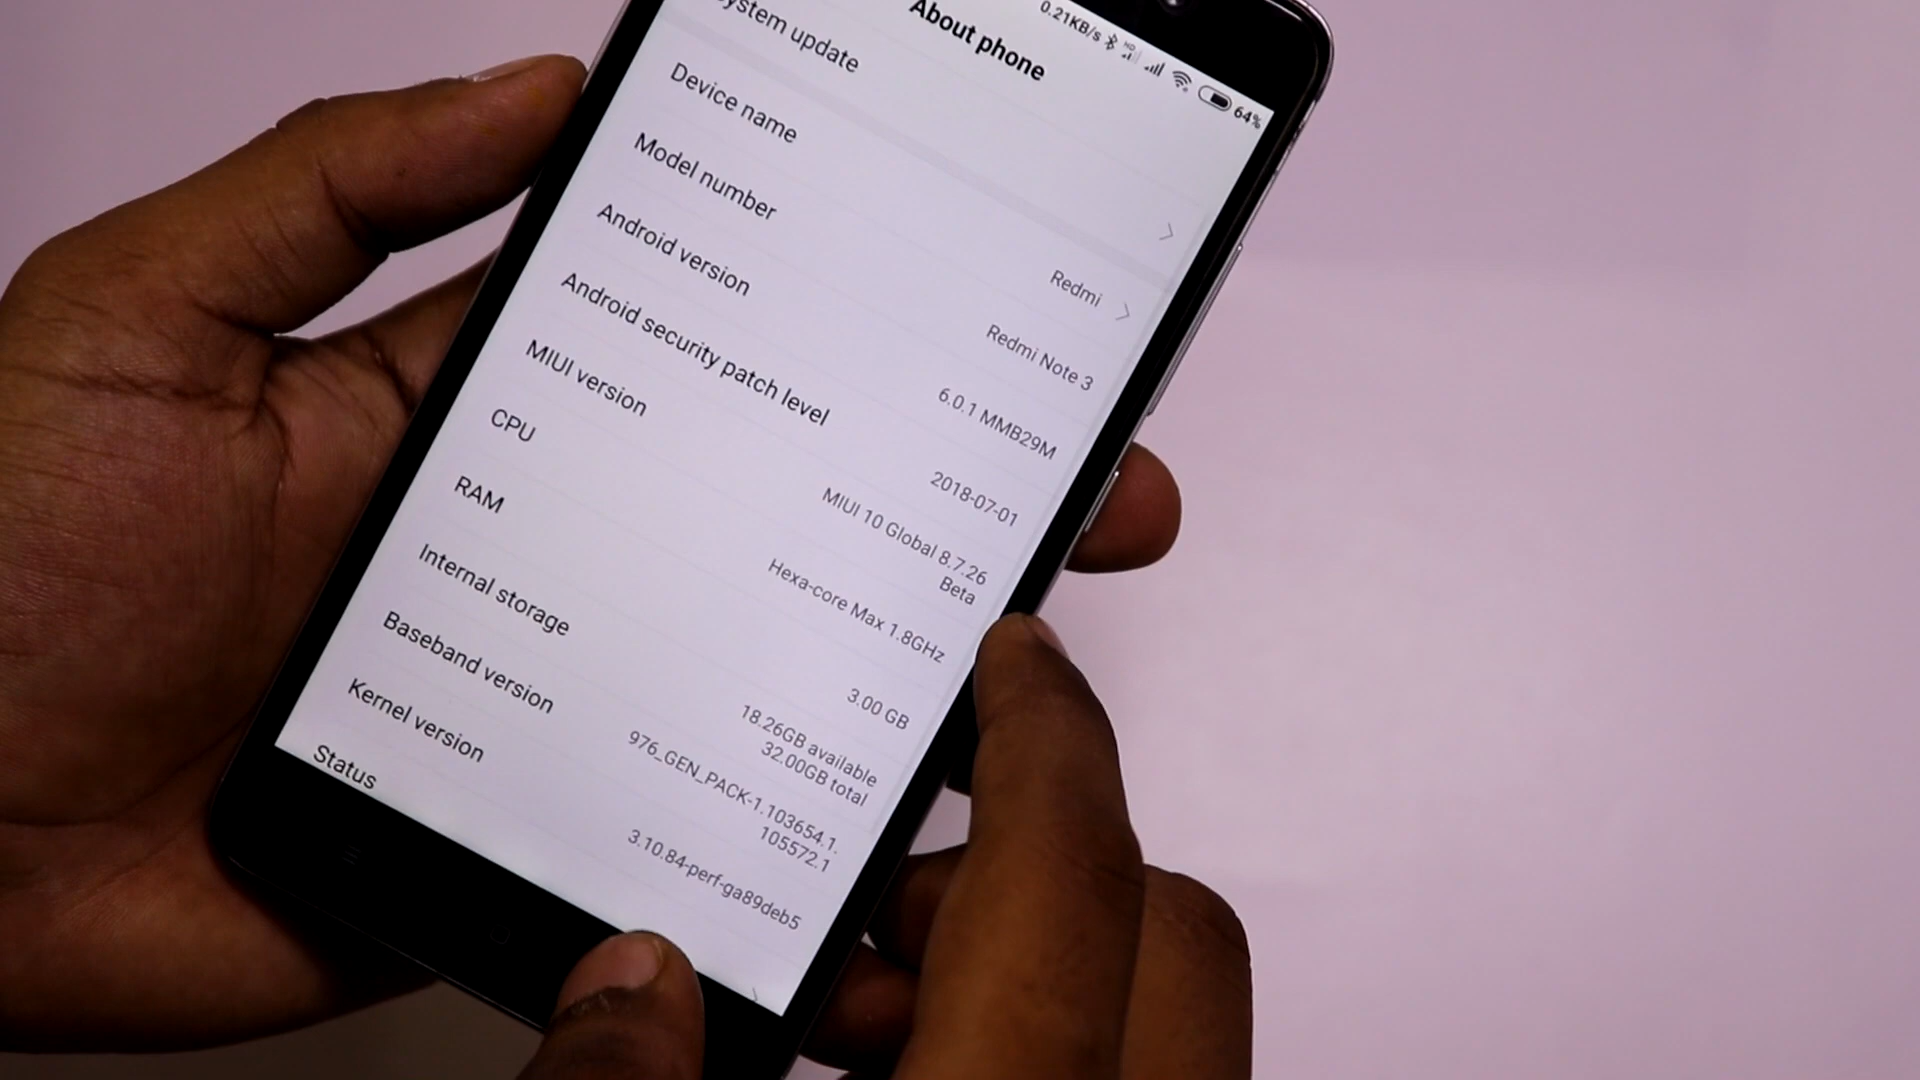 0.21KB/s HD 64%
About phone
System update
Device name
Redmi
Model number
Redmi Note 3
Android version
6.0.1 MMB29M
Android security patch level
2018-07-01
MIUI version
MIUI 10 Global 8.7.26
Beta
CPU
Hexa-core Max 1.8GHz
RAM
3.00 GB
Internal storage
18.26GB available
32.00GB total
Baseband version
976_GEN_PACK-1.103654.1.
105572.1
Kernel version
3.10.84-perf-ga89deb5
Status